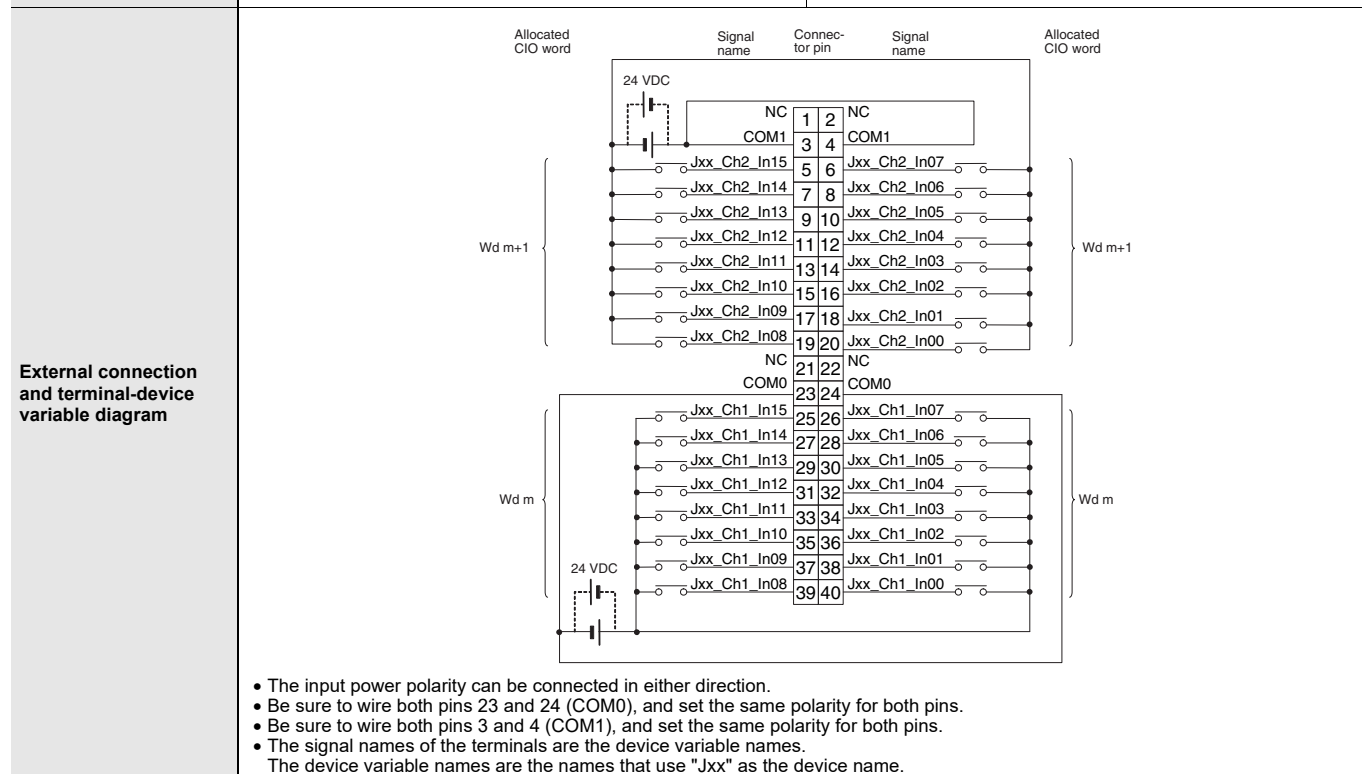 External connection
and terminal-device
variable diagram
Allocated
CIO word
Signal
name
Connec-
tor pin
Signal
name
Allocated
CIO word
24 VDC
NC 1 2 NC
COM1 3 4 COM1
Jxx_Ch2_In15 5 6 Jxx_Ch2_In07
Jxx_Ch2_In14 7 8 Jxx_Ch2_In06
Jxx_Ch2_In13 9 10 Jxx_Ch2_In05
Wd m+1 Jxx_Ch2_In12 11 12 Jxx_Ch2_In04 Wd m+1
Jxx_Ch2_In11 13 14 Jxx_Ch2_In03
Jxx_Ch2_In10 15 16 Jxx_Ch2_In02
Jxx_Ch2_In09 17 18 Jxx_Ch2_In01
Jxx_Ch2_In08 19 20 Jxx_Ch2_In00
NC 21 22 NC
COM0 23 24 COM0
Jxx_Ch1_In15 25 26 Jxx_Ch1_In07
Jxx_Ch1_In14 27 28 Jxx_Ch1_In06
Jxx_Ch1_In13 29 30 Jxx_Ch1_In05
Wd m Jxx_Ch1_In12 31 32 Jxx_Ch1_In04 Wd m
Jxx_Ch1_In11 33 34 Jxx_Ch1_In03
Jxx_Ch1_In10 35 36 Jxx_Ch1_In02
Jxx_Ch1_In09 37 38 Jxx_Ch1_In01
24 VDC
Jxx_Ch1_In08 39 40 Jxx_Ch1_In00
• The input power polarity can be connected in either direction.
• Be sure to wire both pins 23 and 24 (COM0), and set the same polarity for both pins.
• Be sure to wire both pins 3 and 4 (COM1), and set the same polarity for both pins.
• The signal names of the terminals are the device variable names.
The device variable names are the names that use "Jxx" as the device name.